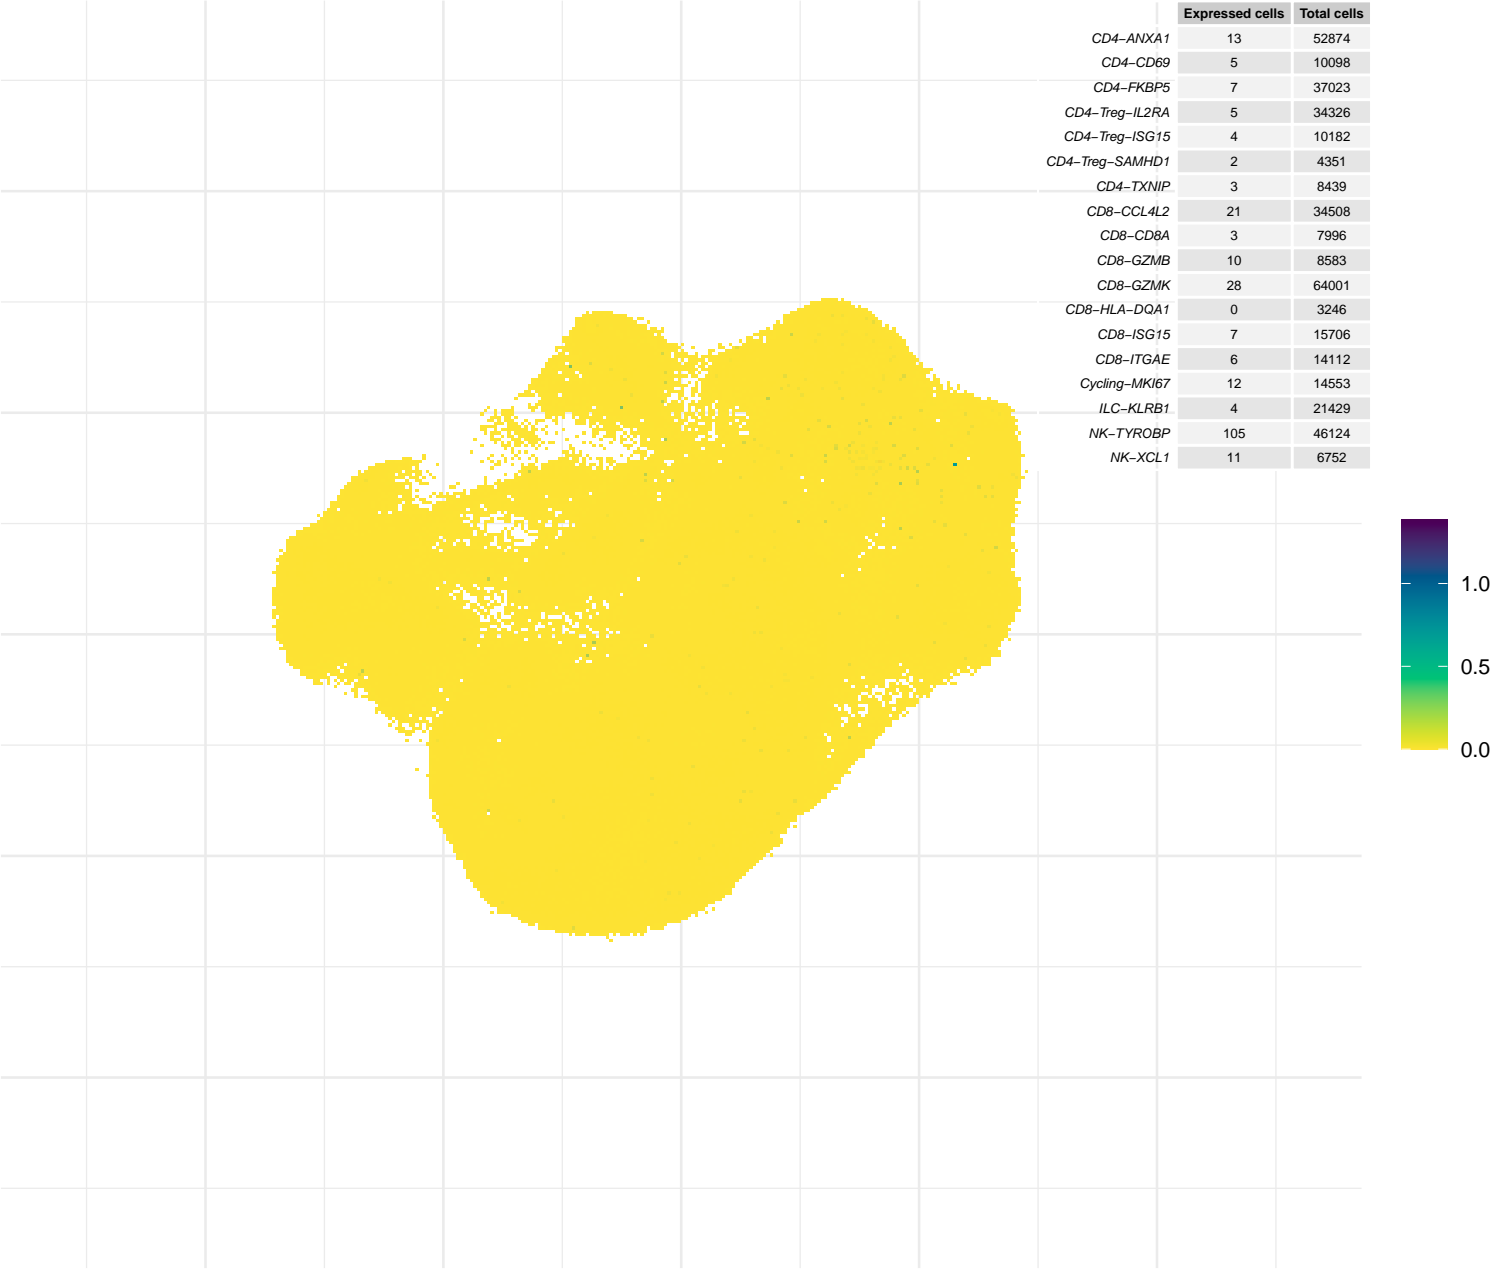 Expressed cells Total cells
CD4−ANXA1 13 52874
CD4−CD69 5 10098
CD4−FKBP5 7 37023
CD4−Treg−IL2RA 5 34326
CD4−Treg−ISG15 4 10182
CD4−Treg−SAMHD1 2 4351
CD4−TXNIP 3 8439
CD8−CCL4L2 21 34508
CD8−CD8A 3 7996
CD8−GZMB 10 8583
CD8−GZMK 28 64001
CD8−HLA−DQA1 0 3246
CD8−ISG15 7 15706
CD8−ITGAE 6 14112
Cycling−MKI67 12 14553
ILC−KLRB1 4 21429
NK−TYROBP 105 46124
NK−XCL1 11 6752
1.0
0.5
0.0